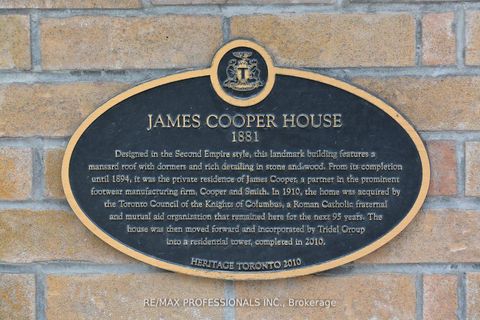 JAMES COOPER HOUSE
1881
Designed in the Second Empire style, this landmark building features a
mansard roof with dormers and rich detailing in stone and wood. From its completion
until 1894, it was the private residence of James Cooper, a partner in the prominent
footwear manufacturing firm, Cooper and Smith. In 1910, the home was acquired by
the Toronto Council of the Knights of Columbus, a Roman Catholic fraternal
and mutual aid organization that remained here for the next 95 years. The
house was then moved forward and incorporated by Tridel Group
into a residential tower, completed in 2010.
HERITAGE TORONTO 2010
RE/MAX PROFESSIONALS INC., Brokerage